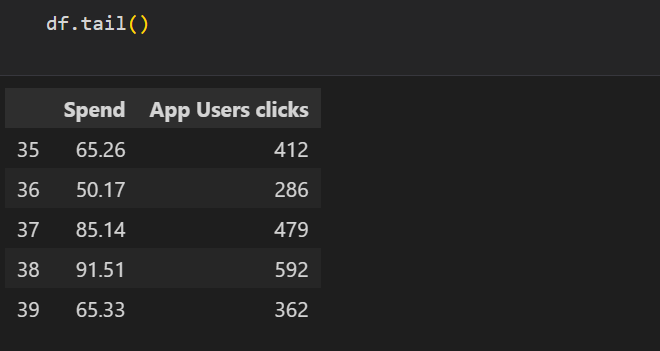 df.tail()
Spend App Users clicks
35 65.26 412
36 50.17 286
37 85.14 479
38 91.51 592
39 65.33 362